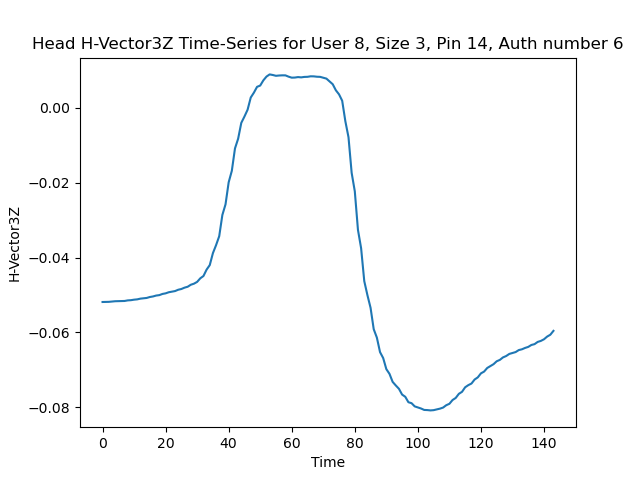 Head H-Vector3Z Time-Series for User 8, Size 3, Pin 14, Auth number 6
H-Vector3Z
0.00
−0.02
−0.04
−0.06
−0.08
0 20 40 60 80 100 120 140
Time